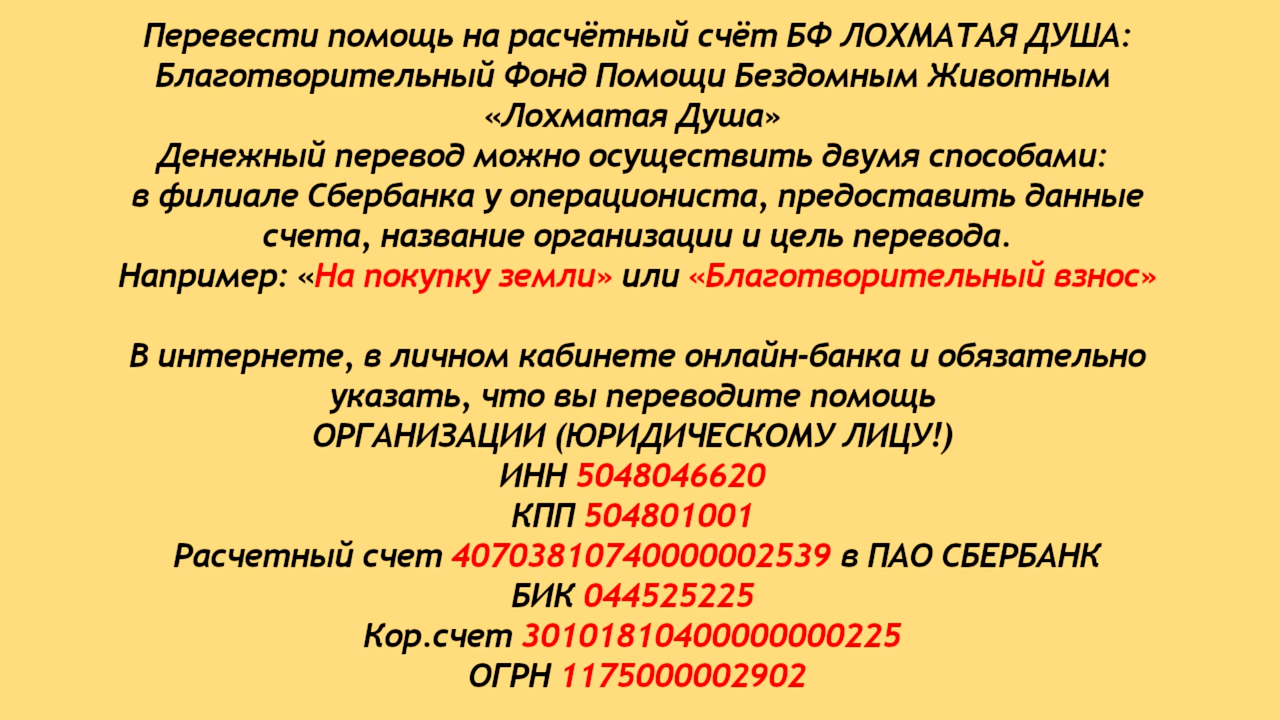 Перевести помощь на расчётный счёт БФ ЛОХМАТАЯ ДУША:
Благотворительный Фонд Помощи Бездомным Животным
«Лохматая Душа»
Денежный перевод можно осуществить двумя способами:
в филиале Сбербанка у операциониста, предоставить данные
счета, название организации и цель перевода.
Например: «На покупку земли» или «Благотворительный взнос»
В интернете, в личном кабинете онлайн-банка и обязательно
указать, что вы переводите помощь
ОРГАНИЗАЦИИ (ЮРИДИЧЕСКОМУ ЛИЦУ!)
ИНН 5048046620
КПП 504801001
Расчетный счет 40703810740000002539 в ПАО СБЕРБАНК
БИК 044525225
Кор.счет 30101810400000000225
ОГРН 1175000002902